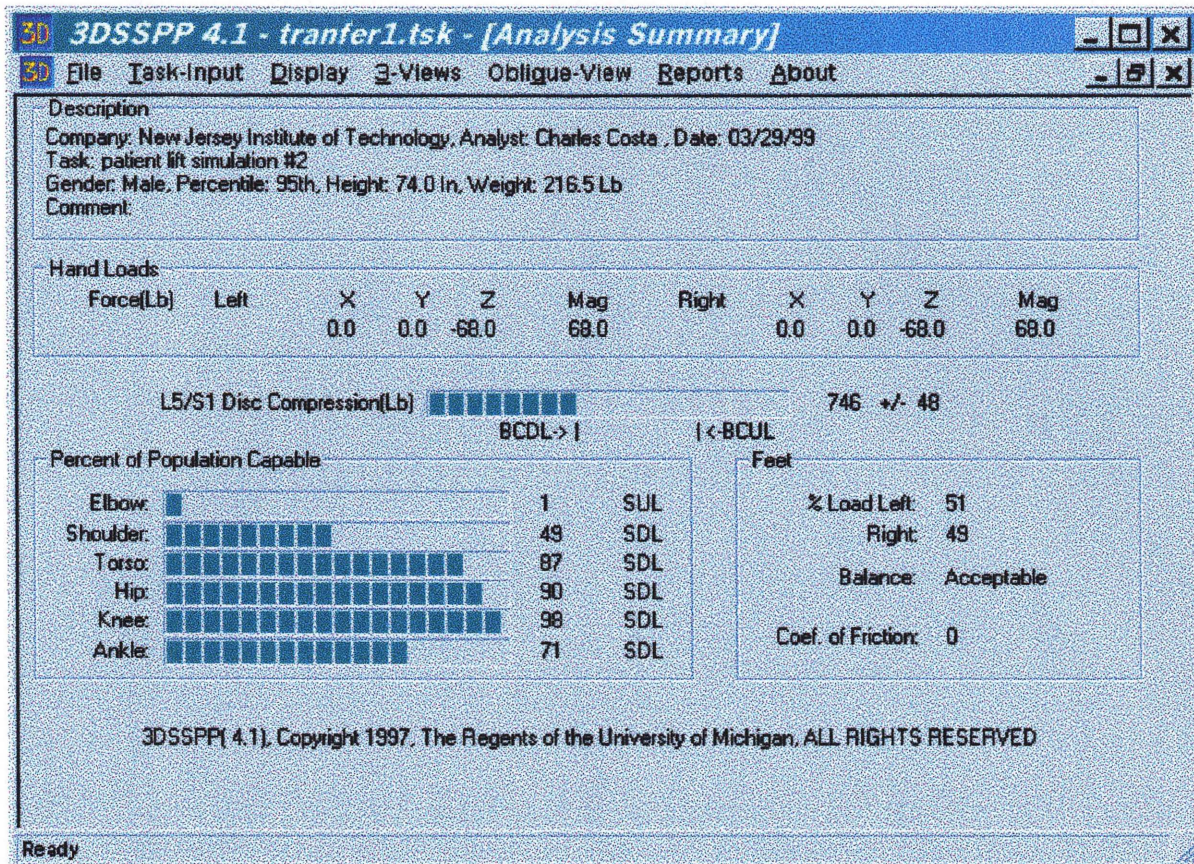 3D 3DSSPP 4.1 - tranfer1.tsk - [Analysis Summary]
3D File Task-Input Display 3-Views Oblique-View Reports About
Description
Company: New Jersey Institute of Technology, Analyst: Charles Costa , Date: 03/29/99
Task: patient lift simulation #2
Gender: Male, Percentile: 95th, Height: 74.0 In, Weight: 216.5 Lb
Comment:
Hand Loads
Force(Lb) Left X Y Z Mag Right X Y Z Mag
0.0 0.0 -68.0 68.0 0.0 0.0 -68.0 68.0
L5/S1 Disc Compression(Lb) 746 +/- 48
BCDL->| |<-BCUL
Percent of Population Capable
Elbow: 1 SUL
Shoulder: 49 SDL
Torso: 87 SDL
Hip: 90 SDL
Knee: 98 SDL
Ankle: 71 SDL
Feet
% Load Left: 51
Right: 49
Balance: Acceptable
Coef. of Friction: 0
3DSSPP( 4.1), Copyright 1997, The Regents of the University of Michigan, ALL RIGHTS RESERVED
Ready